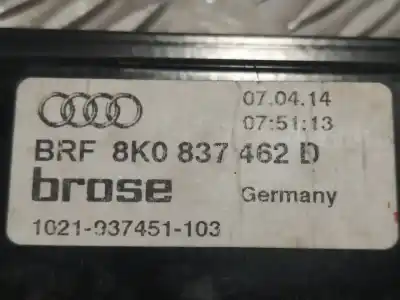 07.04.14
07:51:13
BRF 8K0 837 462 D
brose Germany
1021-937451-103